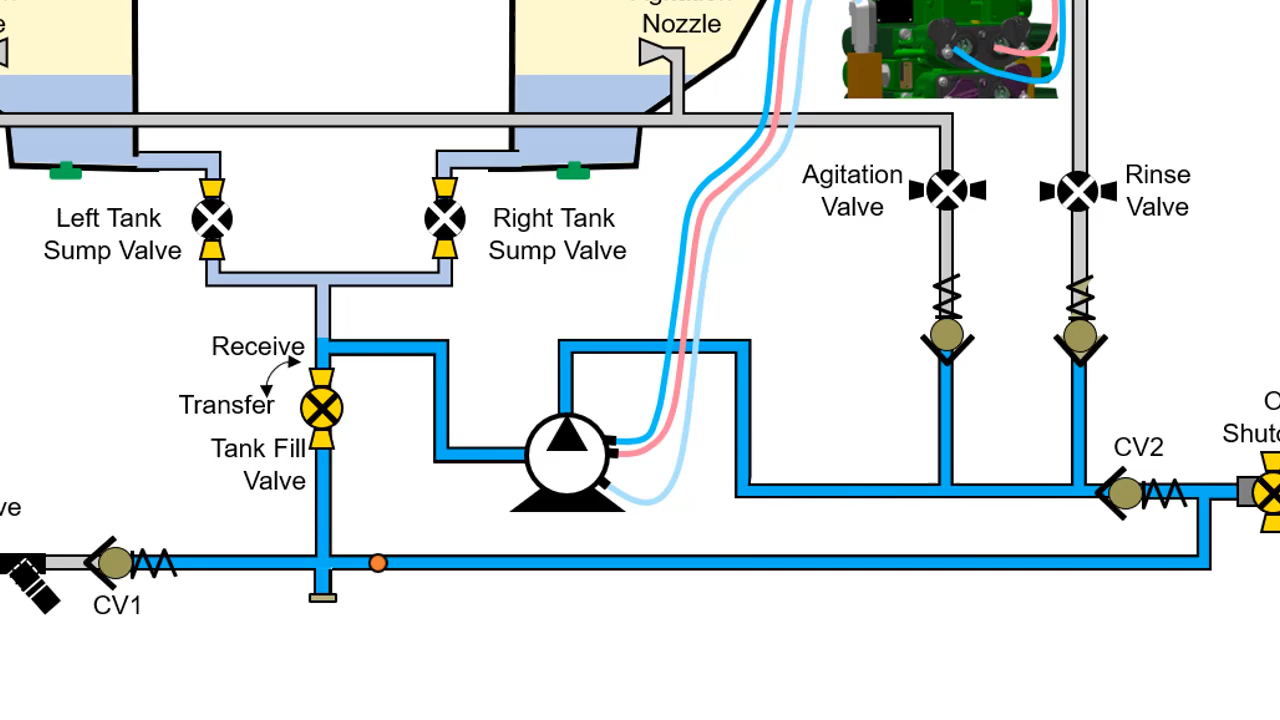 Nozzle
Agitation
Valve
Rinse
Valve
Left Tank
Sump Valve
Right Tank
Sump Valve
Receive
Transfer
Tank Fill
Valve
CV2
CV1